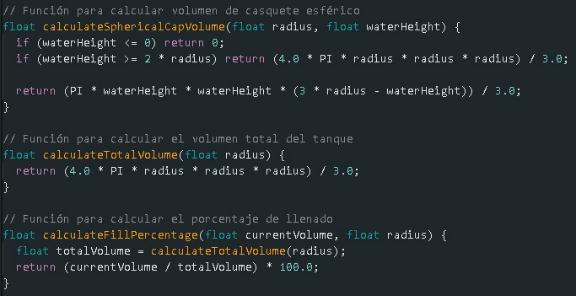 // Función para calcular volumen de casquete esférico
float calculateSphericalCapVolume(float radius, float waterHeight) {
  if (waterHeight <= 0) return 0;
  if (waterHeight >= 2 * radius) return (4.0 * PI * radius * radius * radius) / 3.0;

  return (PI * waterHeight * waterHeight * (3 * radius - waterHeight)) / 3.0;
}

// Función para calcular el volumen total del tanque
float calculateTotalVolume(float radius) {
  return (4.0 * PI * radius * radius * radius) / 3.0;
}

// Función para calcular el porcentaje de llenado
float calculateFillPercentage(float currentVolume, float radius) {
  float totalVolume = calculateTotalVolume(radius);
  return (currentVolume / totalVolume) * 100.0;
}